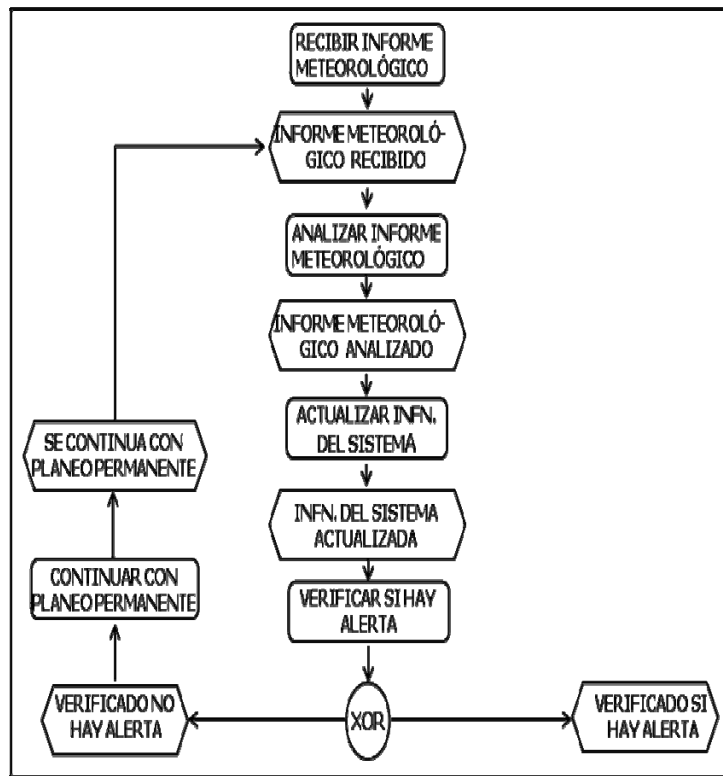 RECIBIR INFORME
METEOROLÓGICO
INFORME METEOROLÓ-
GICO RECIBIDO
ANALIZAR INFORME
METEOROLÓGICO
INFORME METEOROLÓ-
GICO ANALIZADO
ACTUALIZAR INFN.
DEL SISTEMA
SE CONTINUA CON
PLANEO PERMANENTE
INFN. DEL SISTEMA
ACTUALIZADA
CONTINUAR CON
PLANEO PERMANENTE
VERIFICAR SI HAY
ALERTA
VERIFICADO NO
HAY ALERTA
XOR
VERIFICADO SI
HAY ALERTA